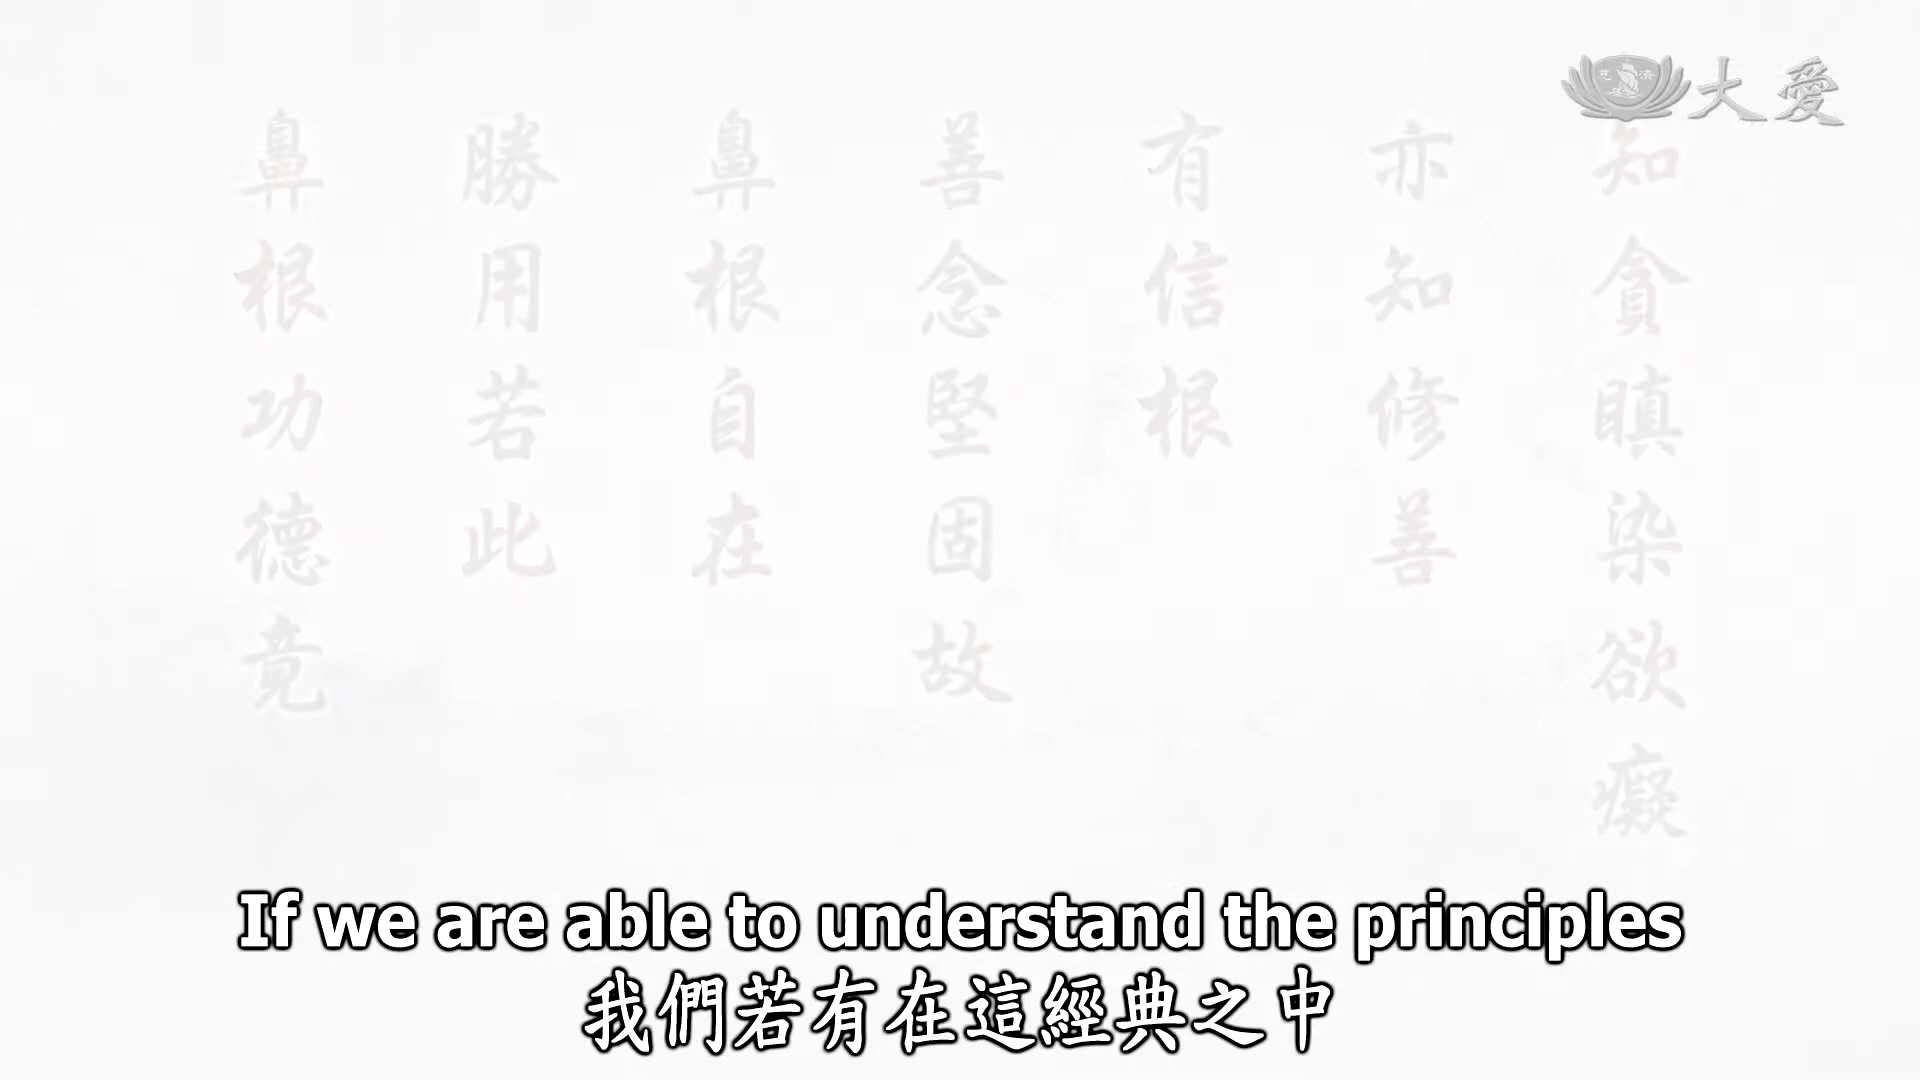 大愛
知貪瞋染欲癡
亦知修善
有信根
善念堅固故
鼻根自在
勝用若此
鼻根功德竟
If we are able to understand the principles
我們若有在這經典之中